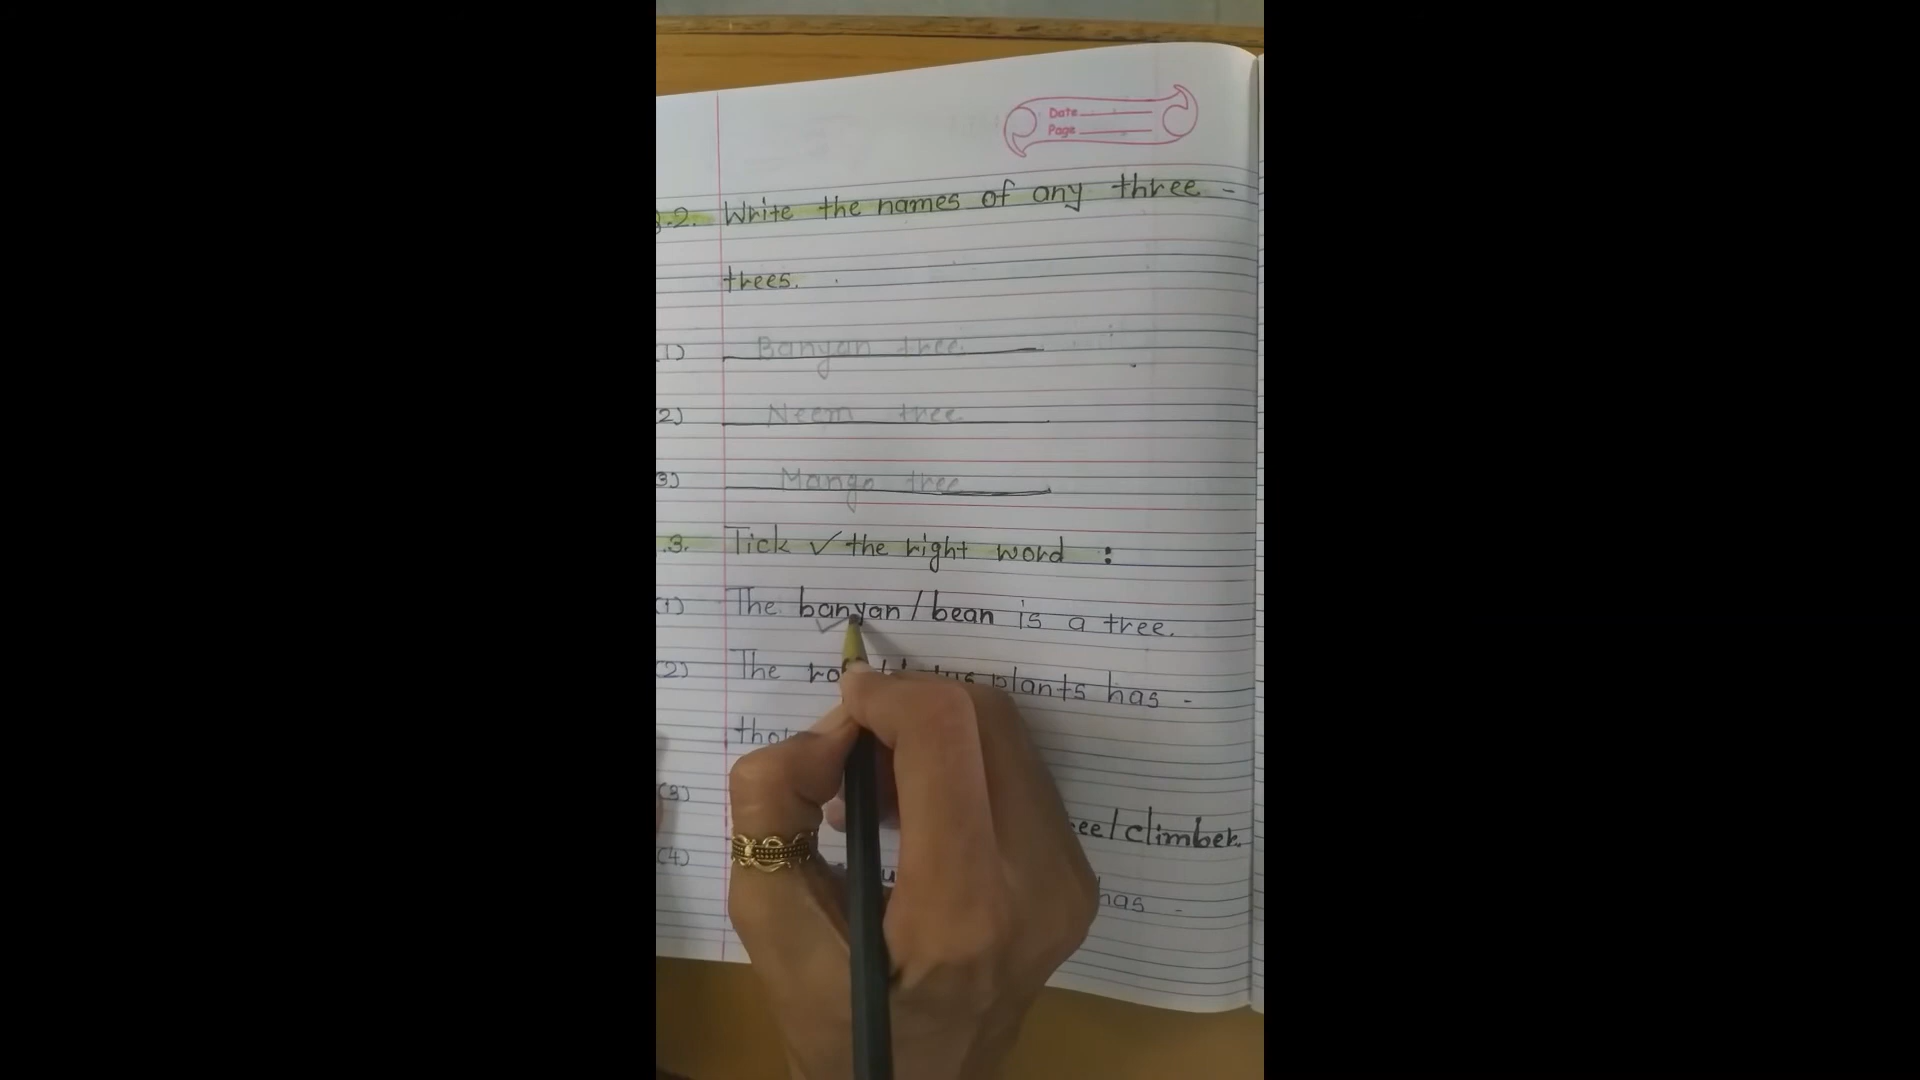 Date
Page
.2. Write the names of any three -
trees.
1) Banyan tree
2) Neem tree
3) Mango tree
.3. Tick ✓ the right word :
(1) The banyan / bean is a tree.
(2) The plants has -
(3) / climber.
(4) has -